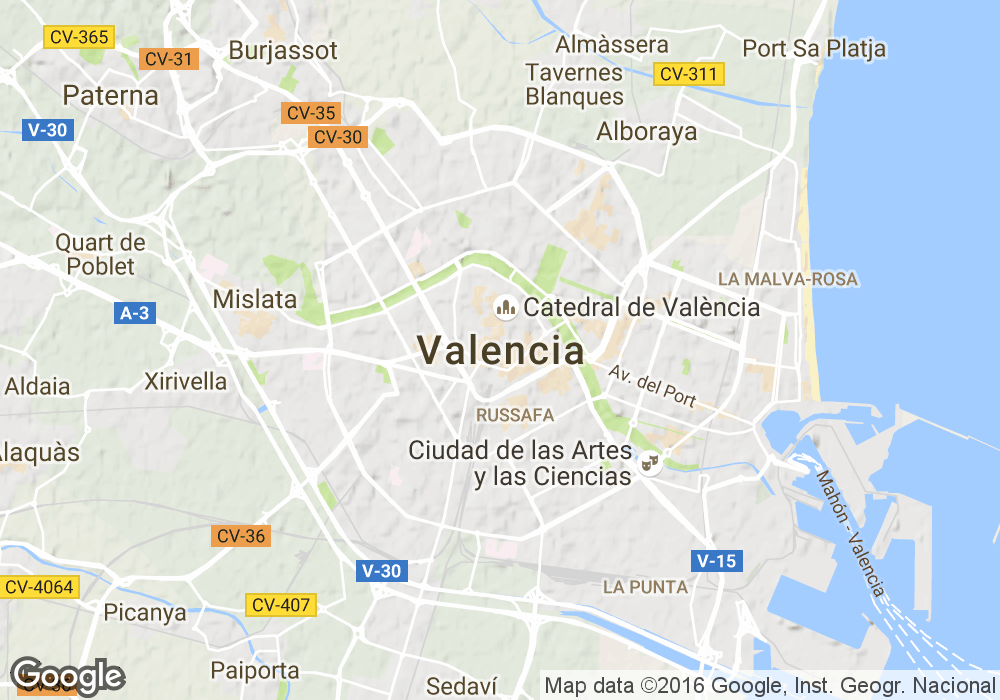 CV-365
Burjassot
Almàssera
Port Sa Platja
CV-31
Tavernes
Blanques
CV-311
Paterna
CV-35
V-30
CV-30
Alboraya
Quart de
Poblet
LA MALVA-ROSA
Mislata
Catedral de València
A-3
Valencia
Aldaia
Xirivella
Av. del Port
RUSSAFA
Alaquàs
Ciudad de las Artes
y las Ciencias
Mahón - Valencia
CV-36
V-30
V-15
CV-4064
LA PUNTA
CV-407
Picanya
Paiporta
Google
Sedaví
Map data ©2016 Google, Inst. Geogr. Nacional